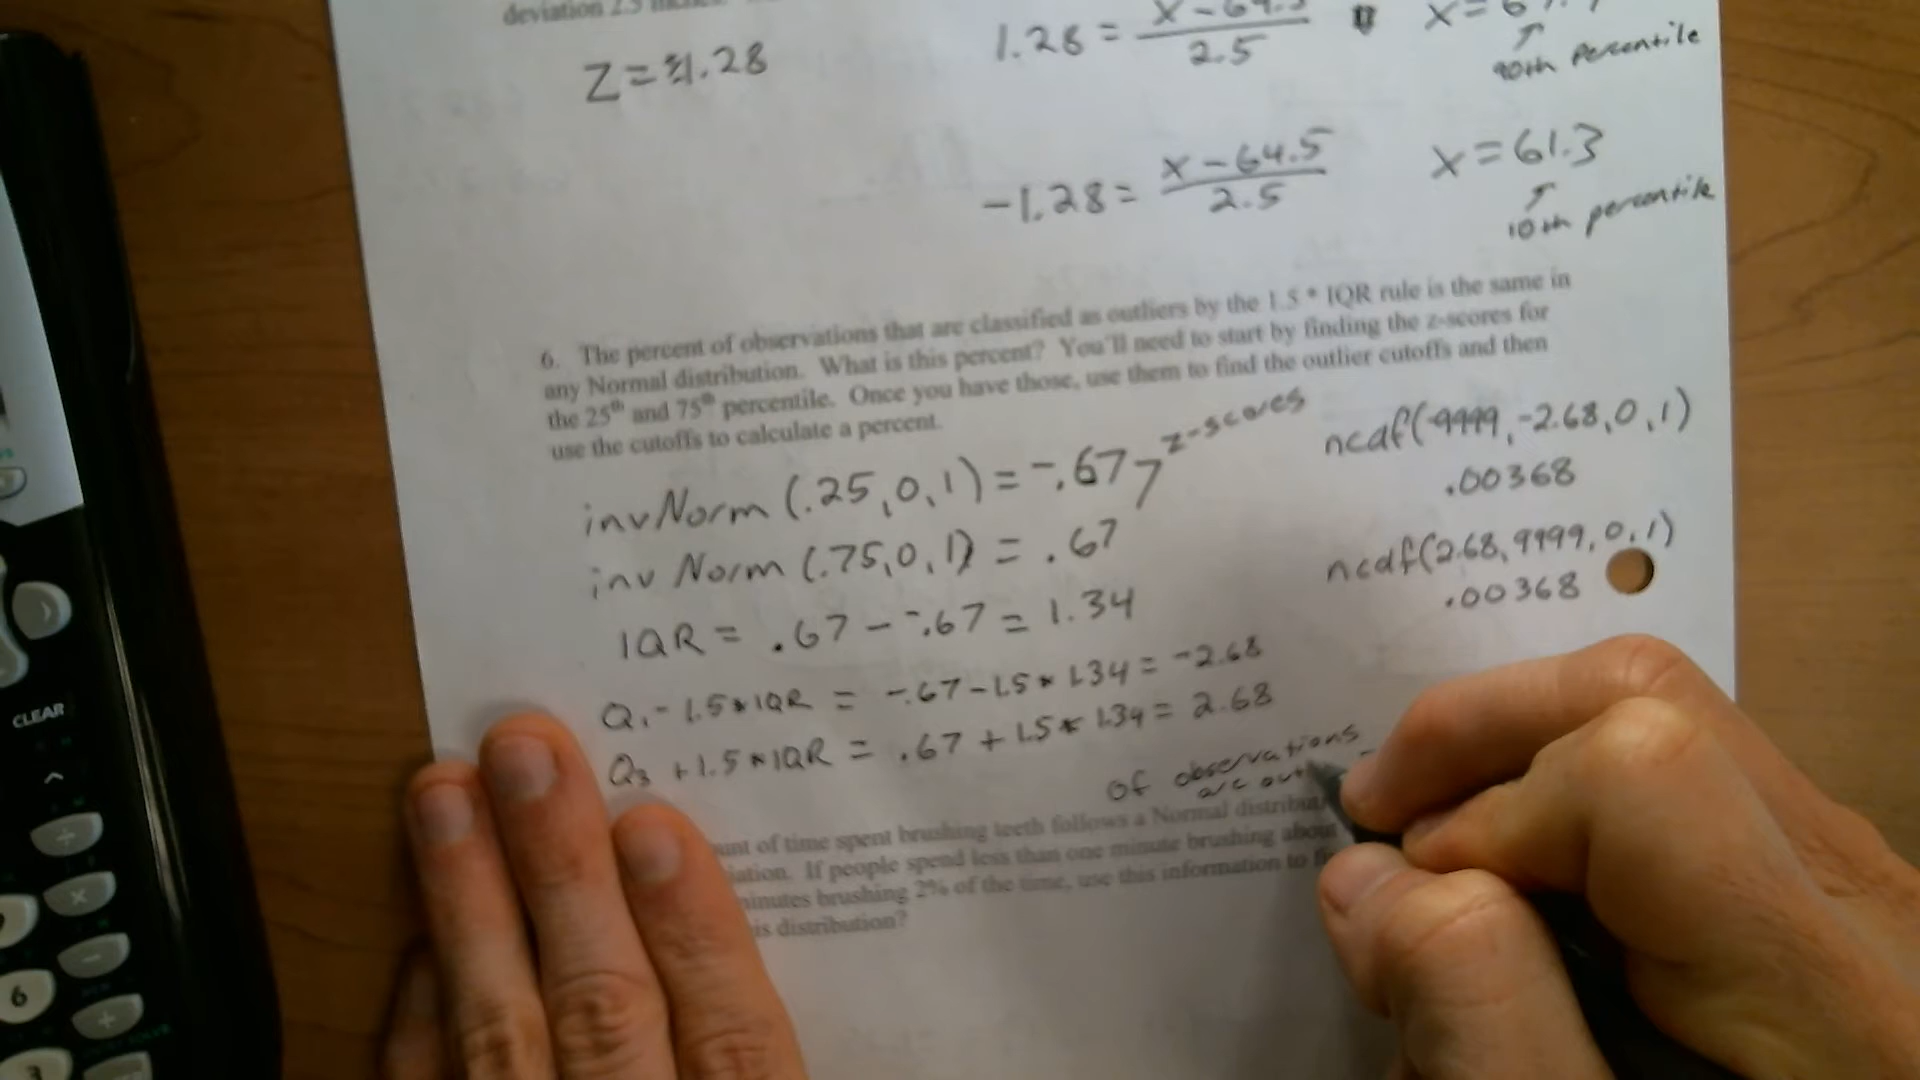 deviation 2.5
Z = ±1.28
1.28 = x - 64.5 / 2.5
x = 67.7
90th percentile
-1.28 = x - 64.5 / 2.5
x = 61.3
10th percentile
6. The percent of observations that are classified as outliers by the 1.5 * IQR rule is the same in
any Normal distribution. What is this percent? You'll need to start by finding the z-scores for
the 25th and 75th percentile. Once you have those, use them to find the outlier cutoffs and then
use the cutoffs to calculate a percent.
invNorm (.25,0,1) = -.67
z-scores
inv Norm (.75,0,1) = .67
IQR = .67 - -.67 = 1.34
Q1 - 1.5*IQR = -.67 - 1.5 * 1.34 = -2.68
Q3 + 1.5*IQR = .67 + 1.5 * 1.34 = 2.68
ncdf(-9999, -2.68, 0, 1)
.00368
ncdf(2.68, 9999, 0, 1)
.00368
of observations
are
of time spent brushing teeth follows a Normal
If people spend less than one minute brushing about
minutes brushing 2% of the time, use this information to
is distribution?
CLEAR
^
÷
×
-
6
+
3